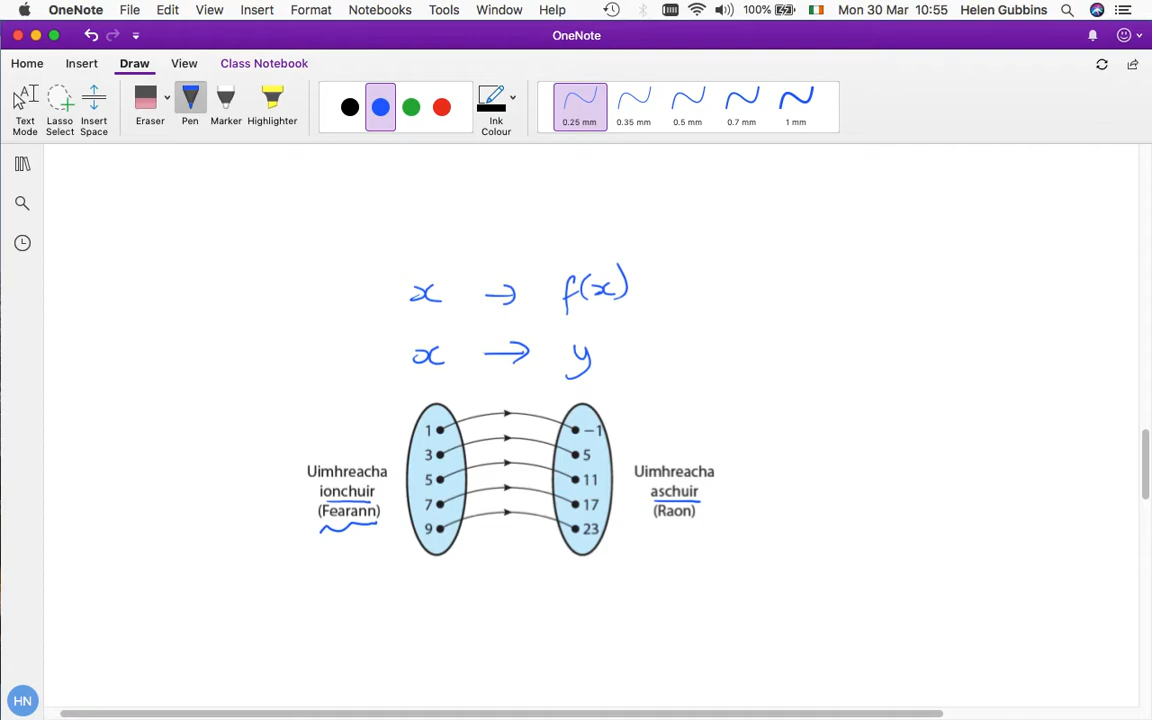 OneNote File Edit View Insert Format Notebooks Tools Window Help 100% Mon 30 Mar 10:55 Helen Gubbins
OneNote
Home Insert Draw View Class Notebook
A
Text Mode
Lasso Select
Insert Space
Eraser
Pen
Marker
Highlighter
Ink Colour
0.25 mm
0.35 mm
0.5 mm
0.7 mm
1 mm
x → f(x)
x → y
1 −1
3 5
5 11
7 17
9 23
Uimhreacha
ionchuir
(Fearann)
Uimhreacha
aschuir
(Raon)
HN